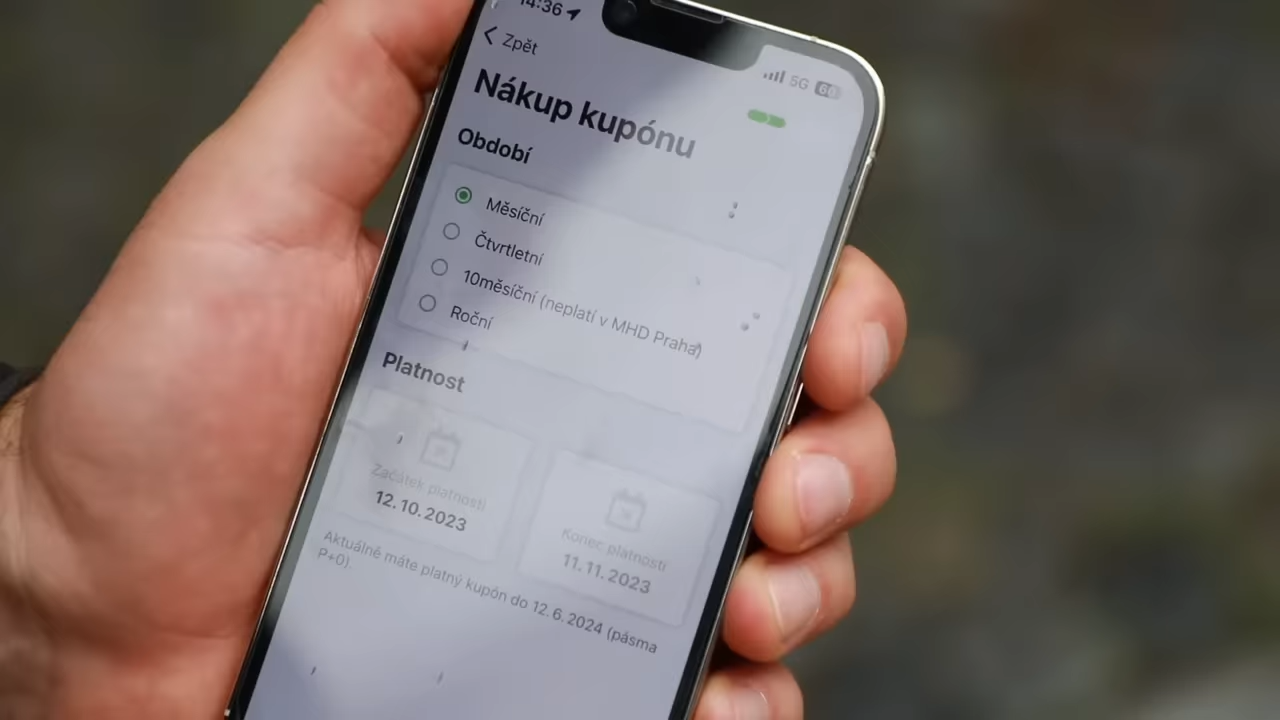 14:36
5G 60
Zpět
Nákup kupónu
Období
Měsíční
Čtvrtletní
10měsíční (neplatí v MHD Praha)
Roční
Platnost
Začátek platnosti
12.10.2023
Konec platnosti
11.11.2023
Aktuálně máte platný kupón do 12.6.2024 (pásma
P+0).